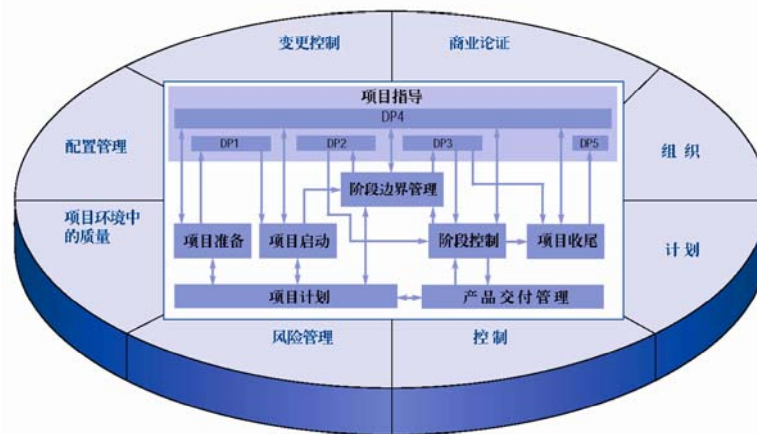 变更控制
商业论证
项目指导
DP4
配置管理
DP1
DP2
DP3
DP5
组 织
阶段边界管理
项目环境中
的质量
项目准备
项目启动
阶段控制
项目收尾
计 划
项目计划
产品交付管理
风险管理
控 制